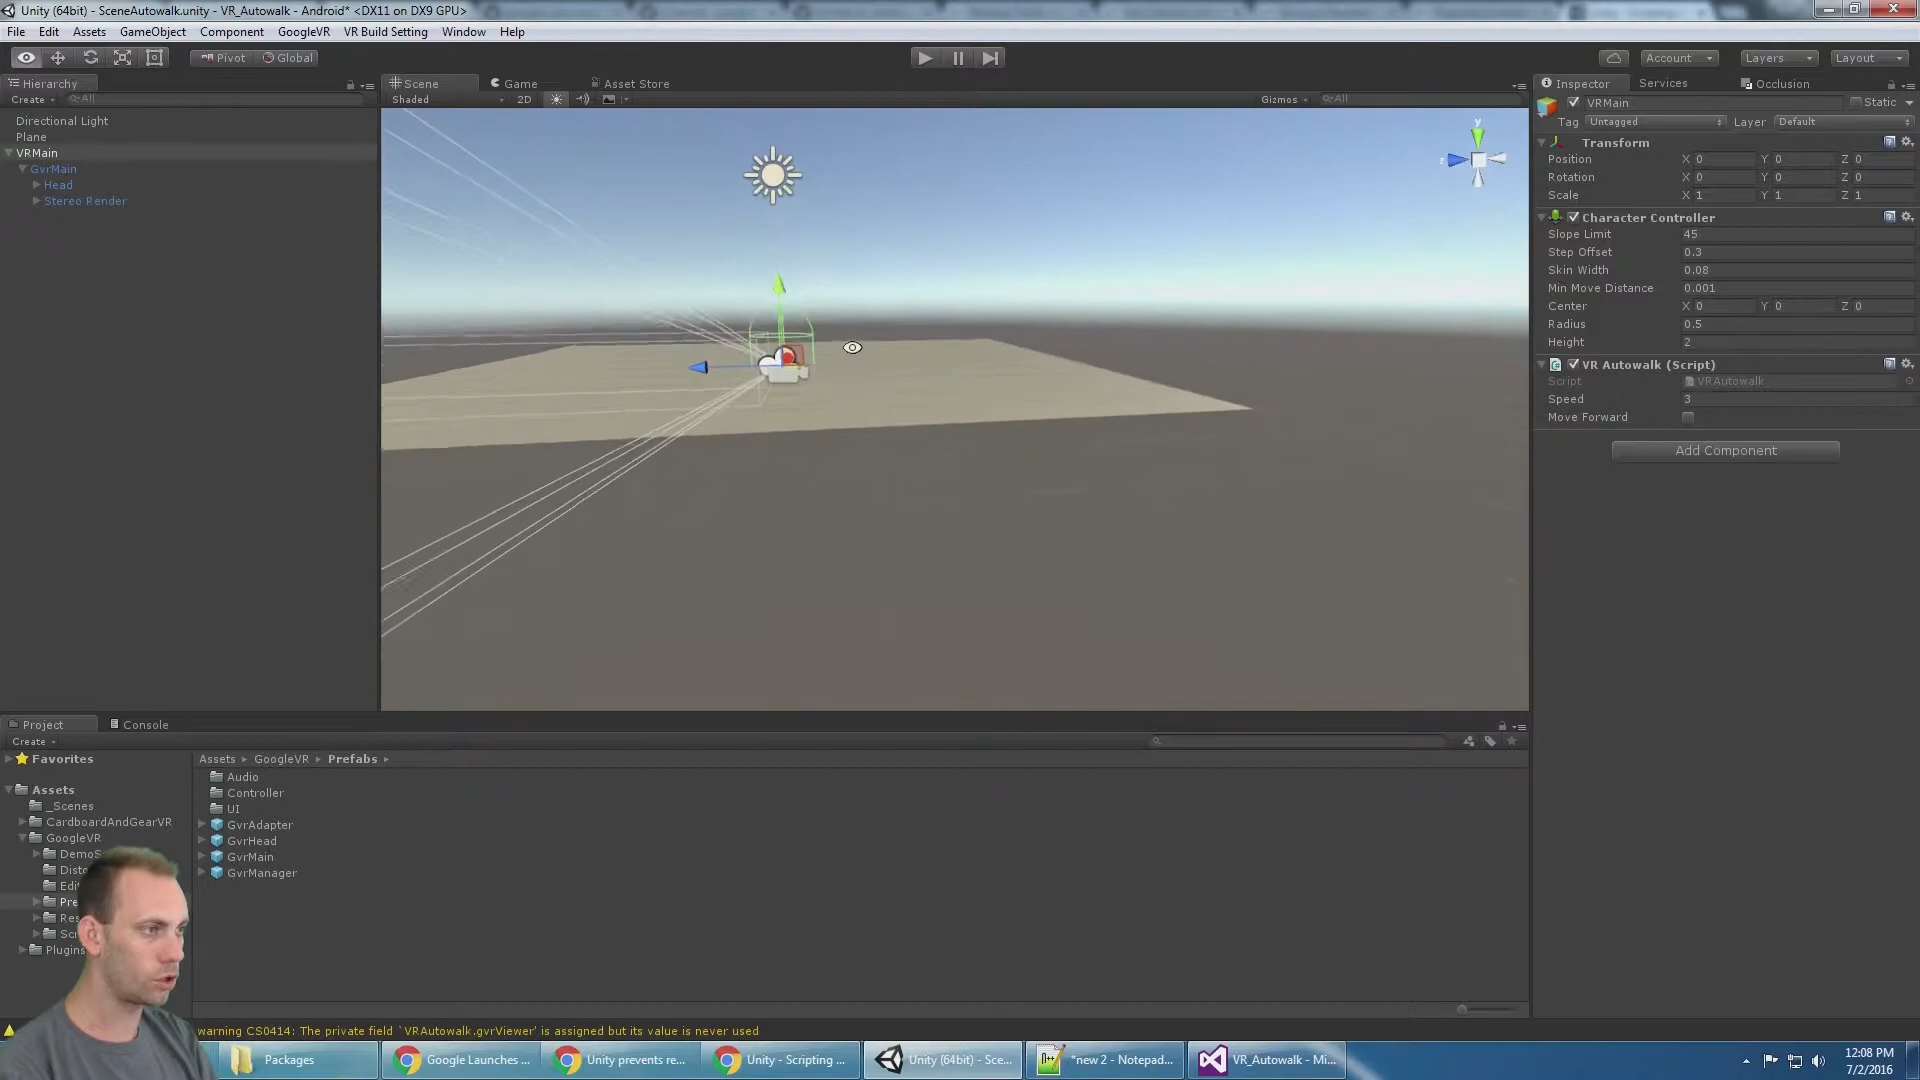 Unity (64bit) - SceneAutowalk.unity - VR_Autowalk - Android* <DX11 on DX9 GPU>
File Edit Assets GameObject Component GoogleVR VR Build Setting Window Help
Pivot Global Account Layers Layout
Hierarchy Scene Game Asset Store Inspector Services Occlusion
Create All Shaded 2D Gizmos All
VRMain Static
Tag Untagged Layer Default
Directional Light
Plane
VRMain
GvrMain
Head
Stereo Render
y
z
Transform
Position X 0 Y 0 Z 0
Rotation X 0 Y 0 Z 0
Scale X 1 Y 1 Z 1
Character Controller
Slope Limit 45
Step Offset 0.3
Skin Width 0.08
Min Move Distance 0.001
Center X 0 Y 0 Z 0
Radius 0.5
Height 2
VR Autowalk (Script)
Script VRAutowalk
Speed 3
Move Forward
Add Component
Project Console
Create
Favorites
Assets
_Scenes
CardboardAndGearVR
GoogleVR
DemoS
Disto
Edi
Pre
Res
Scr
Plugins
Assets GoogleVR Prefabs
Audio
Controller
UI
GvrAdapter
GvrHead
GvrMain
GvrManager
warning CS0414: The private field `VRAutowalk.gvrViewer' is assigned but its value is never used
Packages Google Launches ... Unity prevents re... Unity - Scripting ... Unity (64bit) - Sce... *new 2 - Notepad... VR_Autowalk - Mi...
12:08 PM
7/2/2016